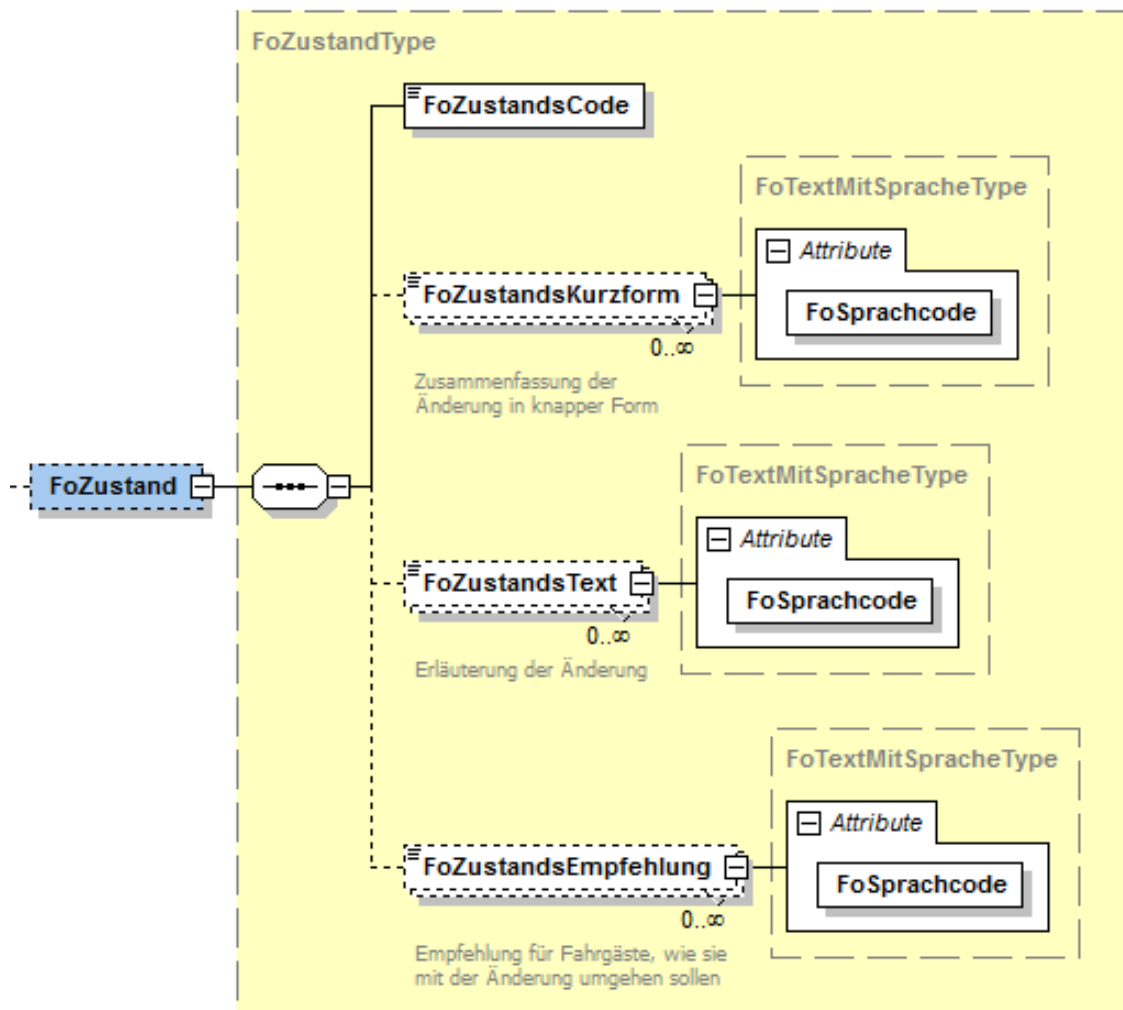 FoZustandType
FoZustandsCode
FoTextMitSpracheType
Attribute
FoZustandsKurzform
FoSprachcode
0..∞
Zusammenfassung der
Änderung in knapper Form
FoZustand
FoTextMitSpracheType
Attribute
FoZustandsText
FoSprachcode
0..∞
Erläuterung der Änderung
FoTextMitSpracheType
Attribute
FoZustandsEmpfehlung
FoSprachcode
0..∞
Empfehlung für Fahrgäste, wie sie
mit der Änderung umgehen sollen